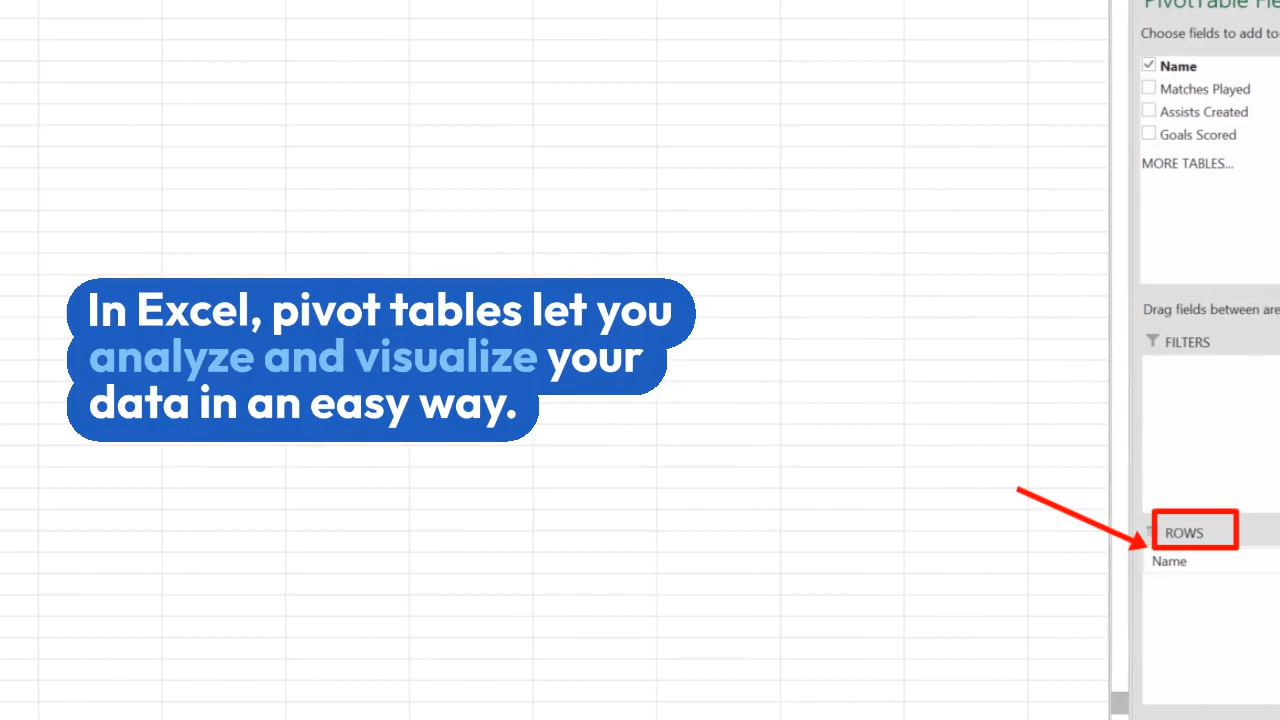 PivotTable
Choose fields to add to
Name
Matches Played
Assists Created
Goals Scored
MORE TABLES...
In Excel, pivot tables let you
analyze and visualize your
data in an easy way.
Drag fields between
FILTERS
ROWS
Name